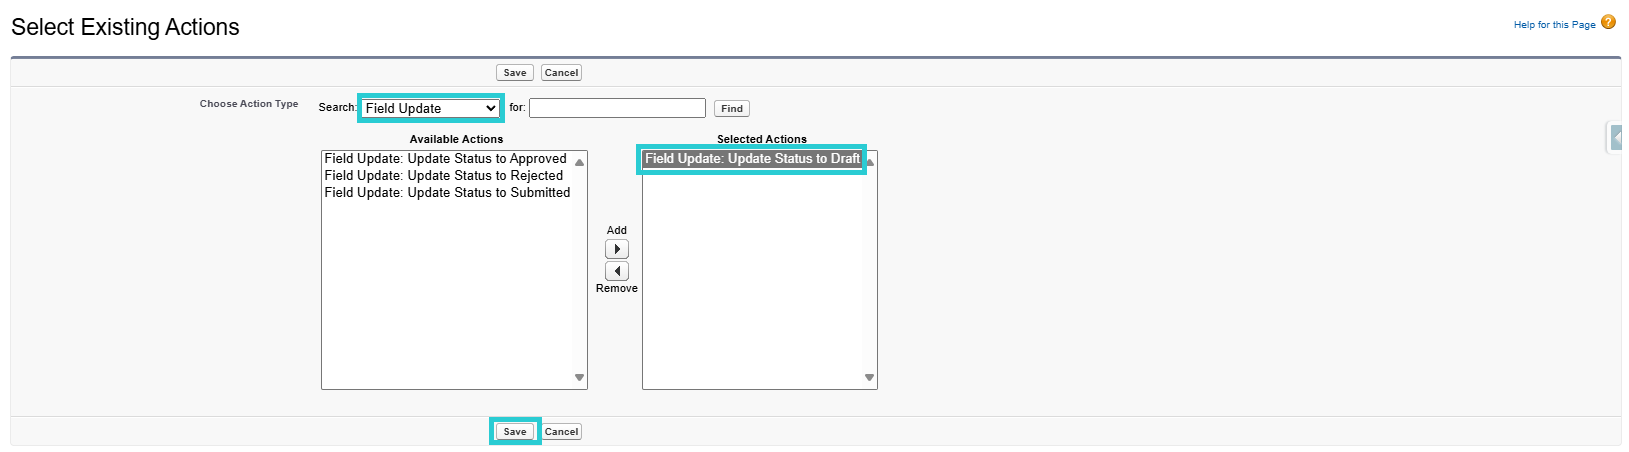 Select Existing Actions
Help for this Page ?
Save Cancel
Choose Action Type Search: Field Update for: Find
Available Actions Selected Actions
Field Update: Update Status to Approved
Field Update: Update Status to Rejected
Field Update: Update Status to Submitted
Add
Remove
Field Update: Update Status to Draft
Save Cancel